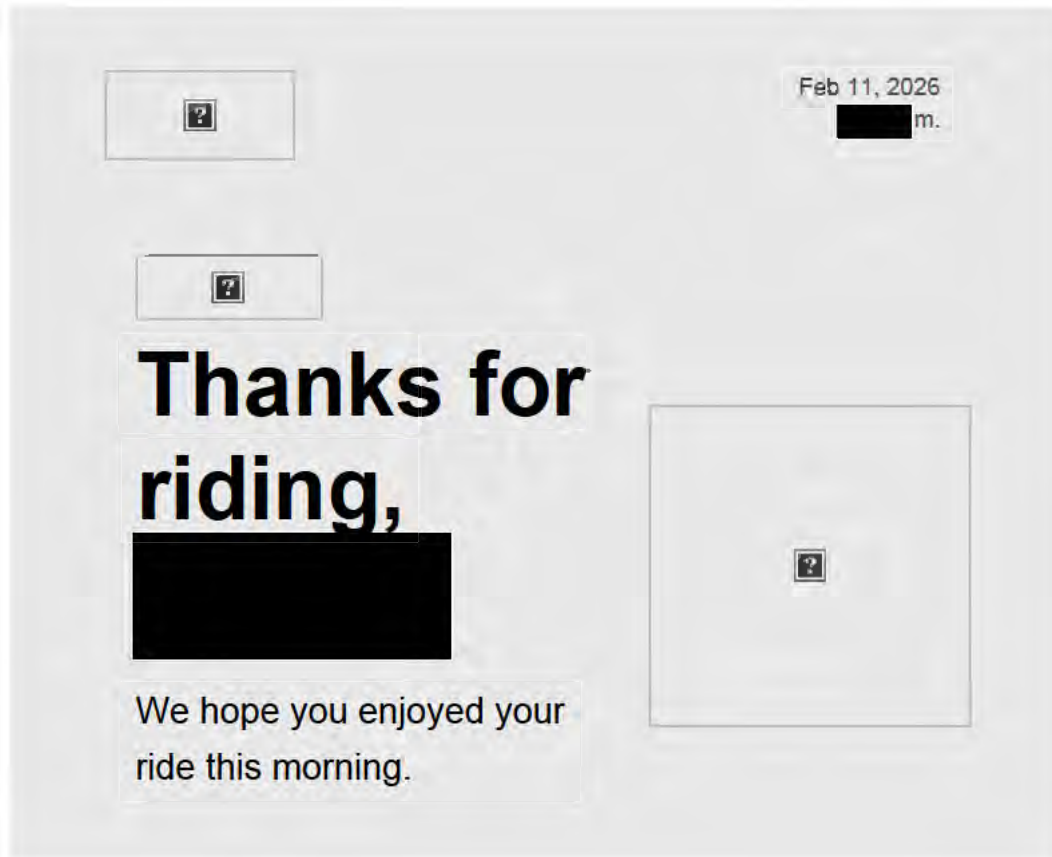 Feb 11, 2026
m.
Thanks for
riding,
We hope you enjoyed your
ride this morning.